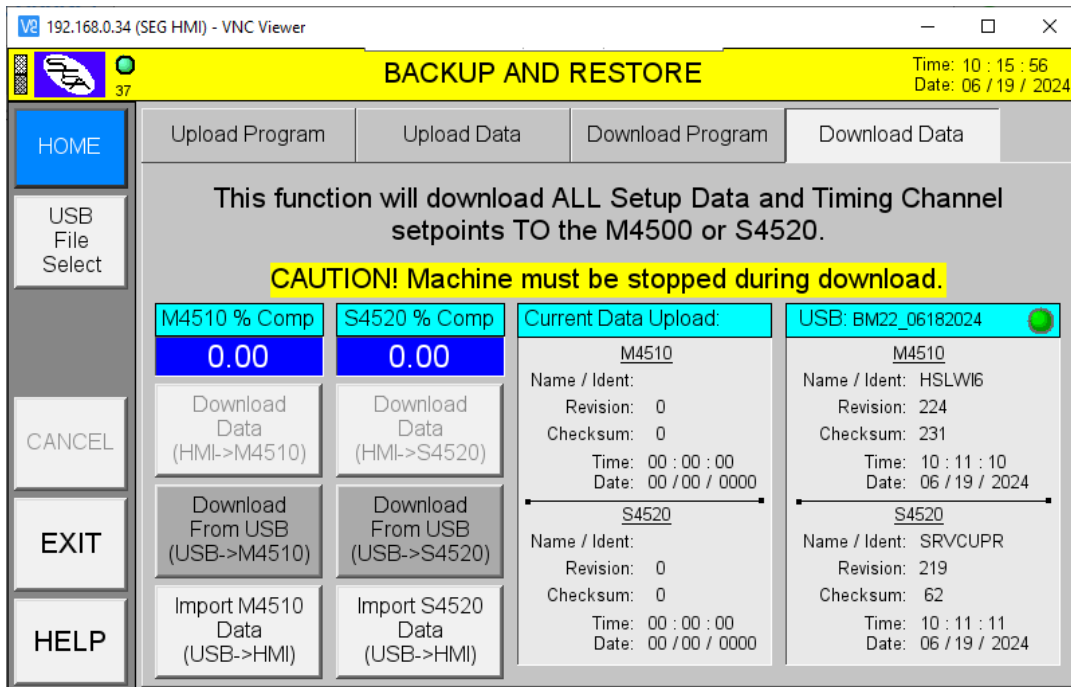 192.168.0.34 (SEG HMI) - VNC Viewer
37
BACKUP AND RESTORE
Time: 10 : 15 : 56
Date: 06 / 19 / 2024
HOME
USB
File
Select
CANCEL
EXIT
HELP
Upload Program
Upload Data
Download Program
Download Data
This function will download ALL Setup Data and Timing Channel
setpoints TO the M4500 or S4520.
CAUTION! Machine must be stopped during download.
M4510 % Comp
0.00
Download
Data
(HMI->M4510)
Download
From USB
(USB->M4510)
Import M4510
Data
(USB->HMI)
S4520 % Comp
0.00
Download
Data
(HMI->S4520)
Download
From USB
(USB->S4520)
Import S4520
Data
(USB->HMI)
Current Data Upload:
M4510
Name / Ident:
Revision: 0
Checksum: 0
Time: 00 : 00 : 00
Date: 00 / 00 / 0000
S4520
Name / Ident:
Revision: 0
Checksum: 0
Time: 00 : 00 : 00
Date: 00 / 00 / 0000
USB: BM22_06182024
M4510
Name / Ident: HSLWI6
Revision: 224
Checksum: 231
Time: 10 : 11 : 10
Date: 06 / 19 / 2024
S4520
Name / Ident: SRVCUPR
Revision: 219
Checksum: 62
Time: 10 : 11 : 11
Date: 06 / 19 / 2024